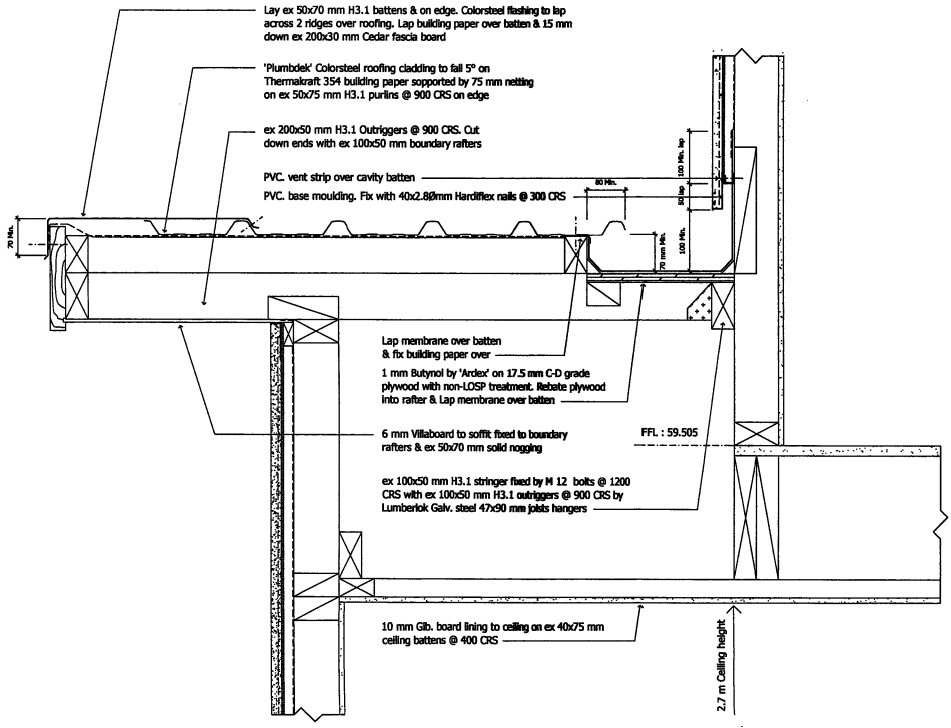 Lay ex 50x70 mm H3.1 battens & on edge. Colorsteel flashing to lap
across 2 ridges over roofing. Lap building paper over batten & 15 mm
down ex 200x30 mm Cedar fascia board
'Plumbdek' Colorsteel roofing cladding to fall 5° on
Thermakraft 354 building paper sopported by 75 mm netting
on ex 50x75 mm H3.1 purlins @ 900 CRS on edge
ex 200x50 mm H3.1 Outriggers @ 900 CRS. Cut
down ends with ex 100x50 mm boundary rafters
PVC. vent strip over cavity batten
PVC. base moulding. Fix with 40x2.8Ømm Hardiflex nails @ 300 CRS
80 Min.
100 Min. lap
50 lap
100 Min.
70 mm Min.
70 Min.
Lap membrane over batten
& fix building paper over
1 mm Butynol by 'Ardex' on 17.5 mm C-D grade
plywood with non-LOSP treatment. Rebate plywood
into rafter & Lap membrane over batten
6 mm Villaboard to soffit fixed to boundary
rafters & ex 50x70 mm solid nogging
FFL : 59.505
ex 100x50 mm H3.1 stringer fixed by M 12 bolts @ 1200
CRS with ex 100x50 mm H3.1 outriggers @ 900 CRS by
Lumberlok Galv. steel 47x90 mm joists hangers
10 mm Gib. board lining to ceiling on ex 40x75 mm
ceiling battens @ 400 CRS
2.7 m Ceiling height